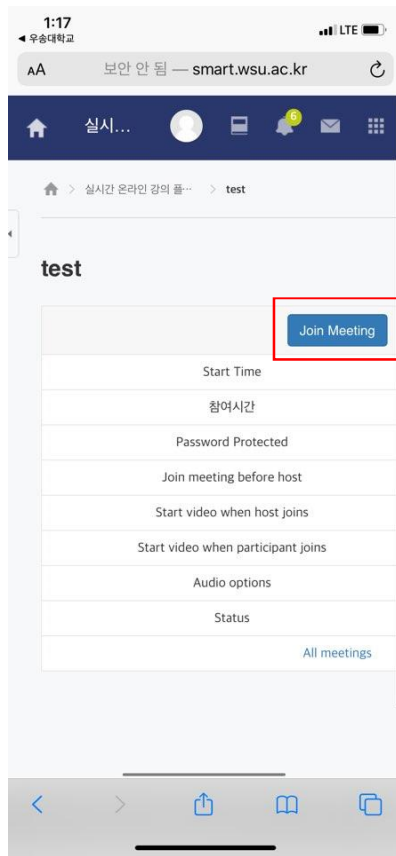 1:17
LTE
◀ 우송대학교
AA 보안 안 됨 — smart.wsu.ac.kr
실시... 6
실시간 온라인 강의 플··· > test
test
Join Meeting
Start Time
참여시간
Password Protected
Join meeting before host
Start video when host joins
Start video when participant joins
Audio options
Status
All meetings